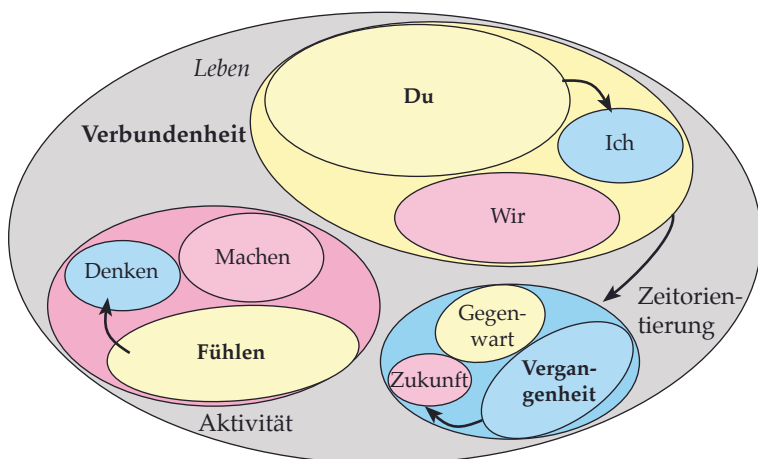 Leben
Du
Verbundenheit
Ich
Wir
Denken
Machen
Fühlen
Aktivität
Zeitorien-
tierung
Gegen-
wart
Zukunft
Vergan-
genheit